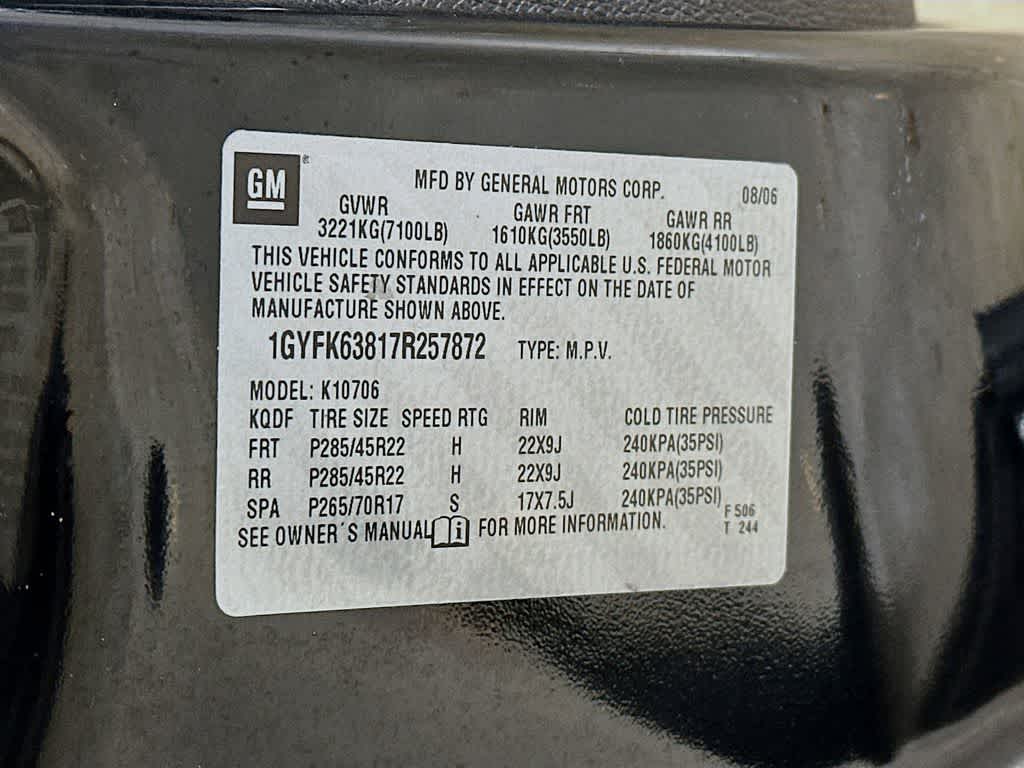 GM
MFD BY GENERAL MOTORS CORP. 08/06
GVWR GAWR FRT GAWR RR
3221KG(7100LB) 1610KG(3550LB) 1860KG(4100LB)
THIS VEHICLE CONFORMS TO ALL APPLICABLE U.S. FEDERAL MOTOR
VEHICLE SAFETY STANDARDS IN EFFECT ON THE DATE OF
MANUFACTURE SHOWN ABOVE.
1GYFK63817R257872 TYPE: M.P.V.
MODEL: K10706
KQDF TIRE SIZE SPEED RTG RIM COLD TIRE PRESSURE
FRT P285/45R22 H 22X9J 240KPA(35PSI)
RR P285/45R22 H 22X9J 240KPA(35PSI)
SPA P265/70R17 S 17X7.5J 240KPA(35PSI)
SEE OWNER´S MANUAL i FOR MORE INFORMATION.
F 506
T 244